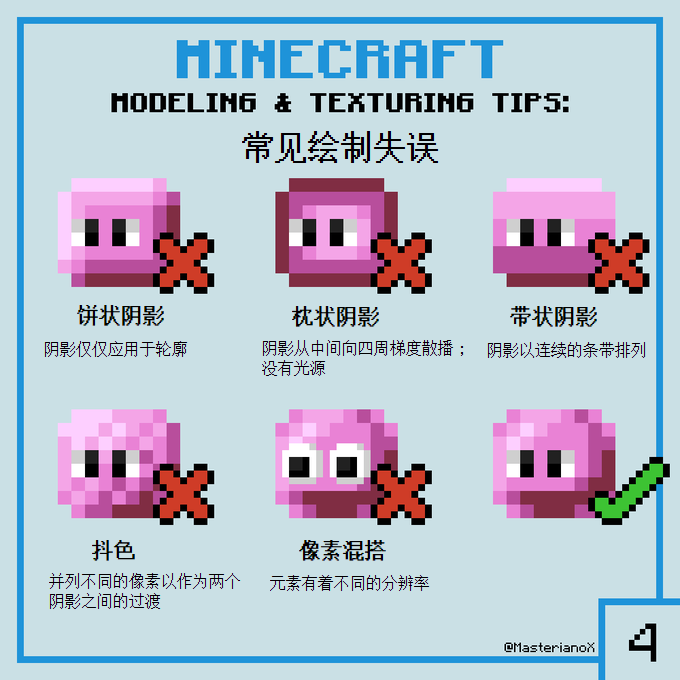 MINECRAFT
MODELING & TEXTURING TIPS:
常见绘制失误
饼状阴影
阴影仅仅应用于轮廓
枕状阴影
阴影从中间向四周梯度散播；
没有光源
带状阴影
阴影以连续的条带排列
抖色
并列不同的像素以作为两个
阴影之间的过渡
像素混搭
元素有着不同的分辨率
@MasterianoX
4